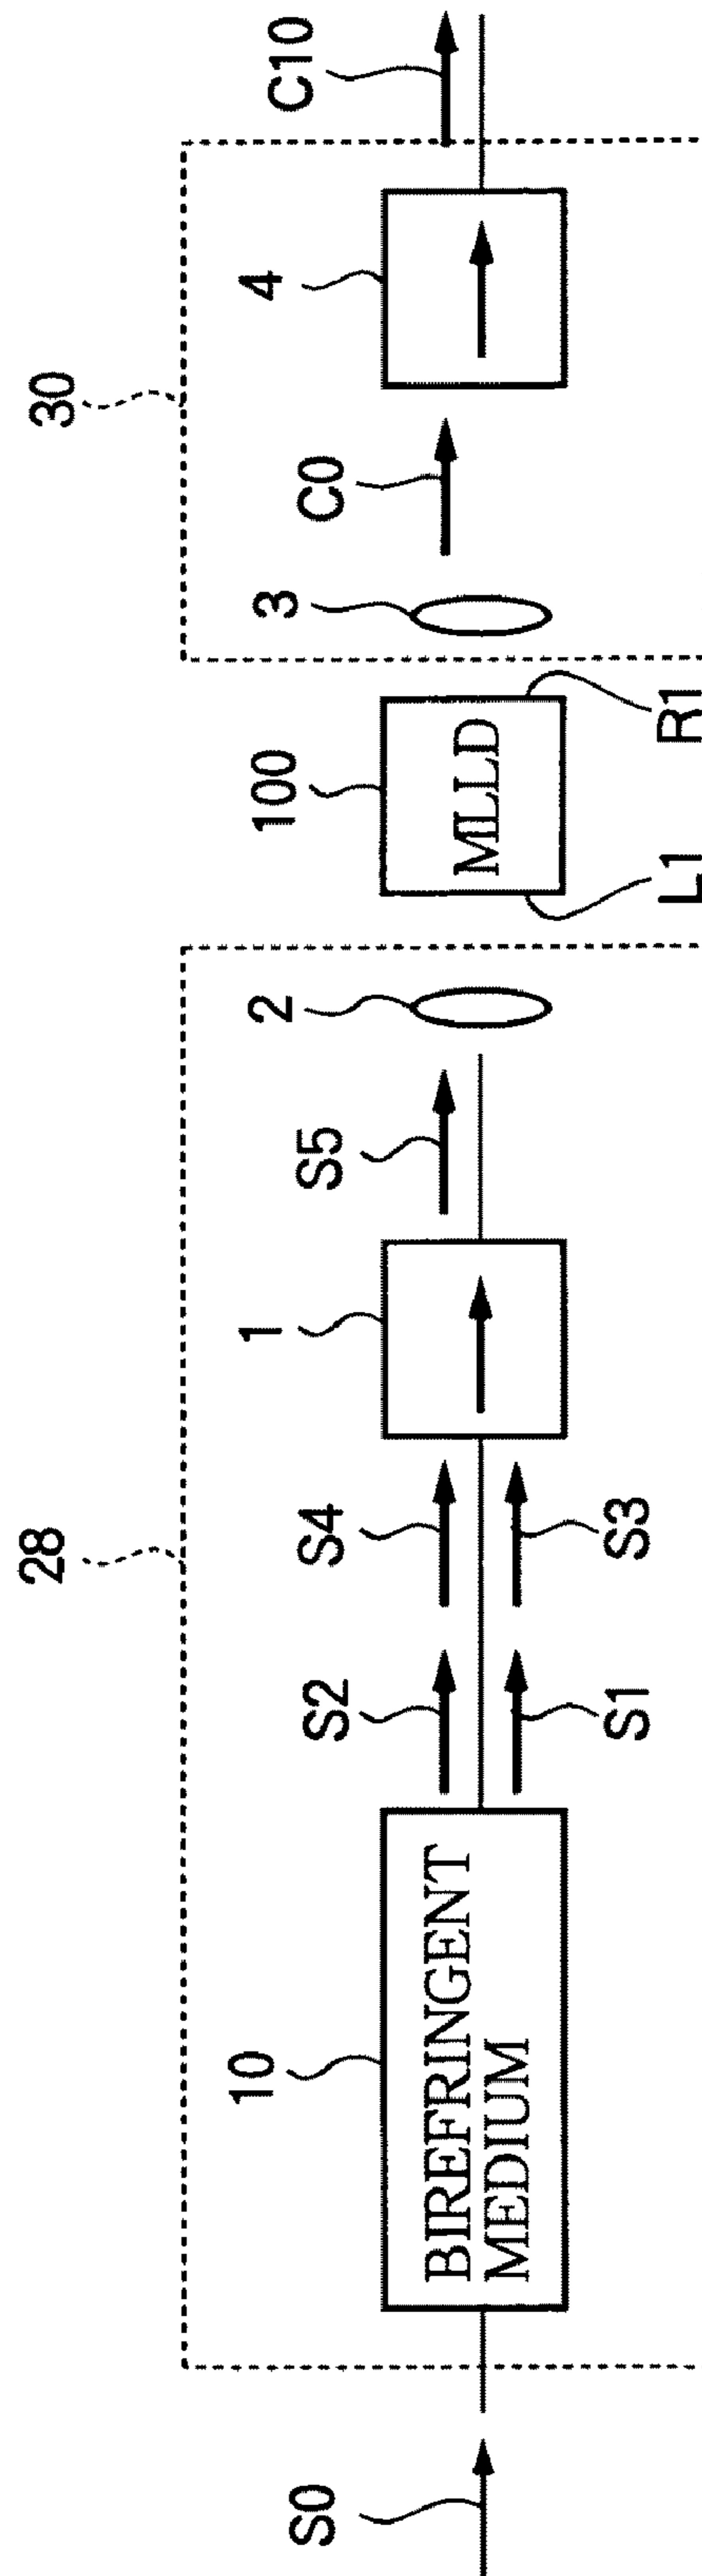 28
30
S0
10
S2
S4
1
S5
2
100
3
C0
4
C10
BIREFRINGENT
MEDIUM
MLLD
S1
S3
L1
R1